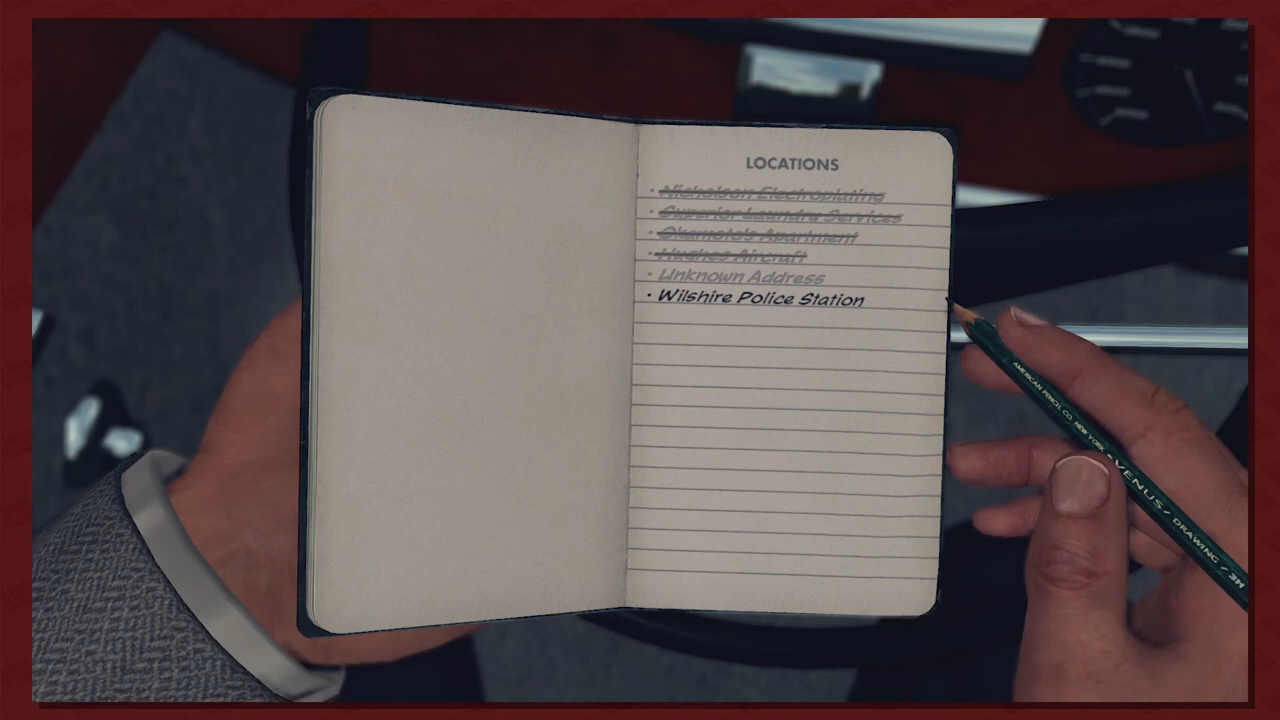 LOCATIONS
· Nicholson Electroplating
· Superior Laundry Services
· Okamoto's Apartment
· Hughes Aircraft
· Unknown Address
· Wilshire Police Station
AMERICAN PENCIL CO. NEW YORK VENUS / DRAWING / 3H